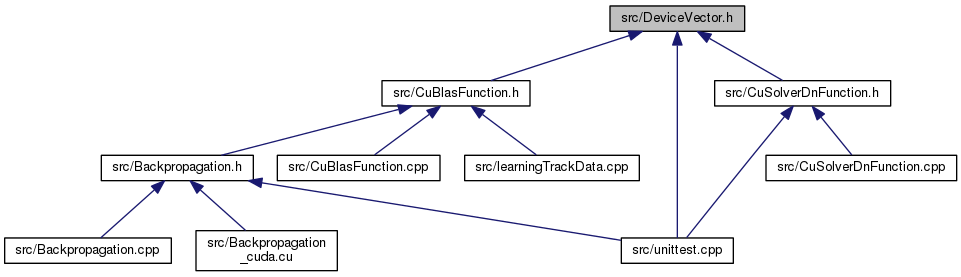 src/DeviceVector.h
src/CuBlasFunction.h
src/CuSolverDnFunction.h
src/Backpropagation.h
src/CuBlasFunction.cpp
src/learningTrackData.cpp
src/CuSolverDnFunction.cpp
src/Backpropagation.cpp
src/Backpropagation
_cuda.cu
src/unittest.cpp